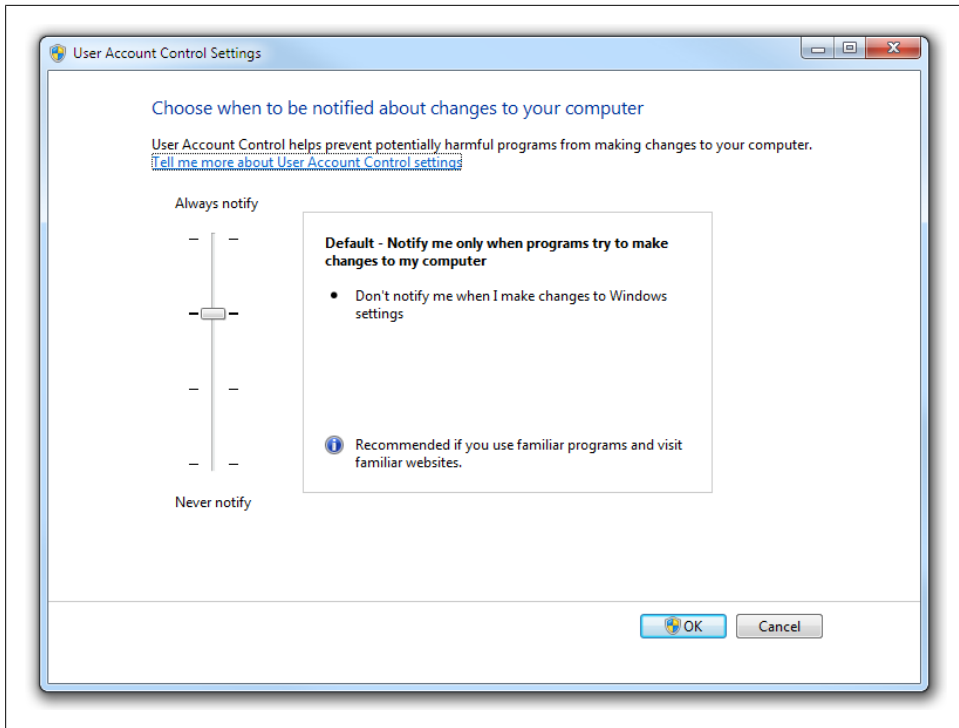 User Account Control Settings
Choose when to be notified about changes to your computer
User Account Control helps prevent potentially harmful programs from making changes to your computer.
Tell me more about User Account Control settings
Always notify
Default - Notify me only when programs try to make
changes to my computer
• Don't notify me when I make changes to Windows
settings
Recommended if you use familiar programs and visit
familiar websites.
Never notify
OK
Cancel